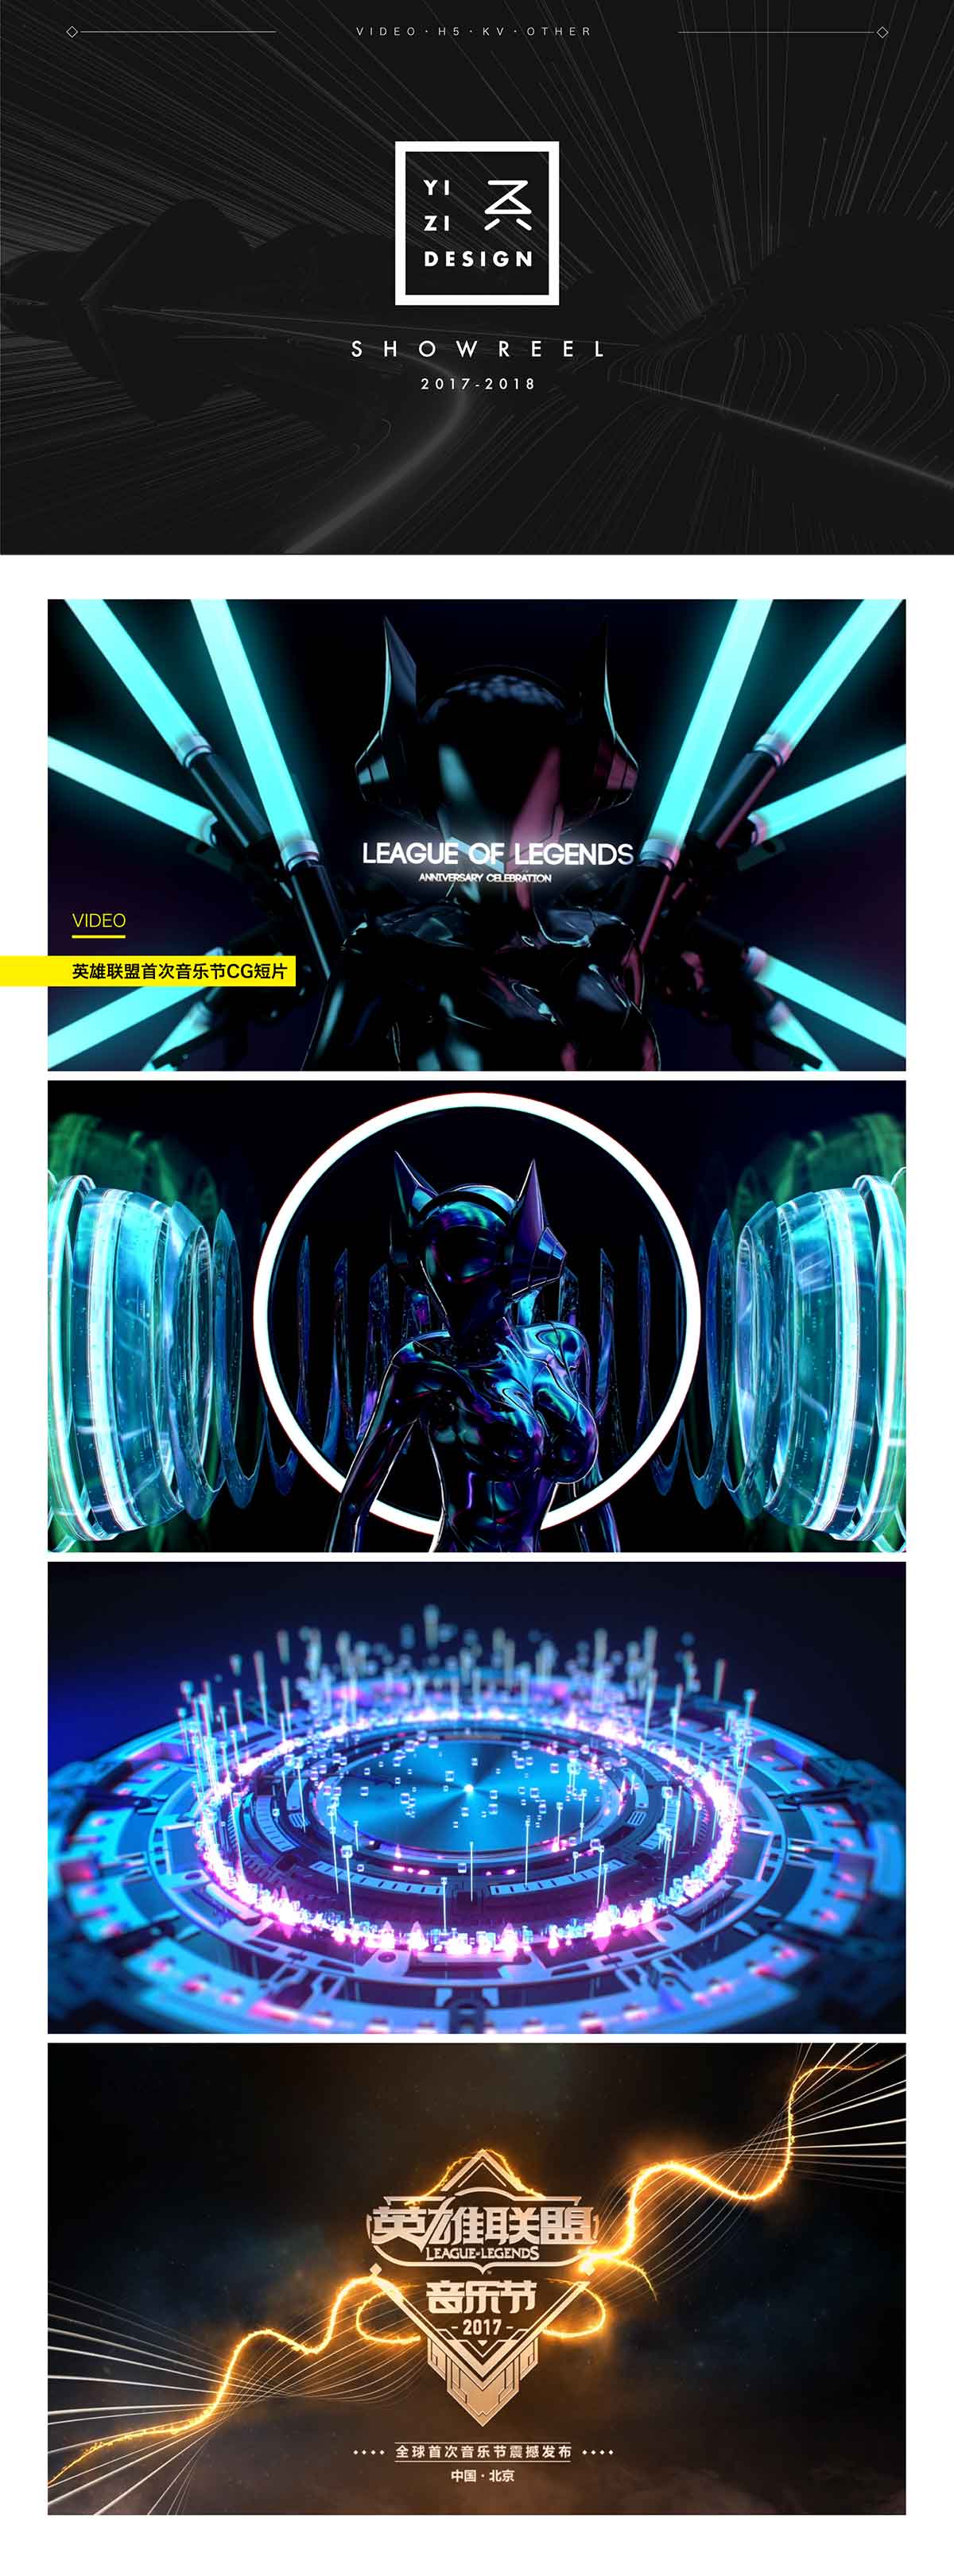 VIDEO · H5 · KV · OTHER
YI
ZI
DESIGN
SHOWREEL
2017-2018
LEAGUE OF LEGENDS
ANNIVERSARY CELEBRATION
VIDEO
英雄联盟首次音乐节CG短片
英雄联盟
LEAGUE OF LEGENDS
音乐节
- 2017 -
全球首次音乐节震撼发布
中国 · 北京